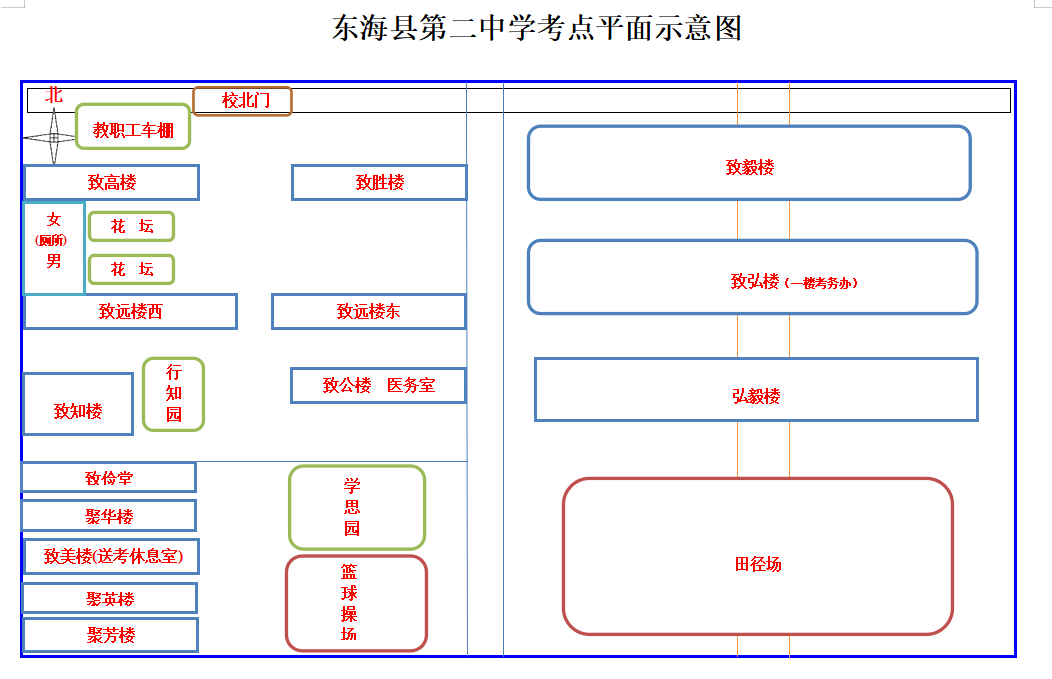 东海县第二中学考点平面示意图
北
校北门
教职工车棚
致毅楼
致高楼
致胜楼
女
(厕所)
男
花 坛
花 坛
致弘楼（一楼考务办）
致远楼西
致远楼东
行
知
园
致公楼 医务室
弘毅楼
致知楼
致俭堂
学
思
园
聚华楼
致美楼(送考休息室)
田径场
篮
球
操
场
聚英楼
聚芳楼